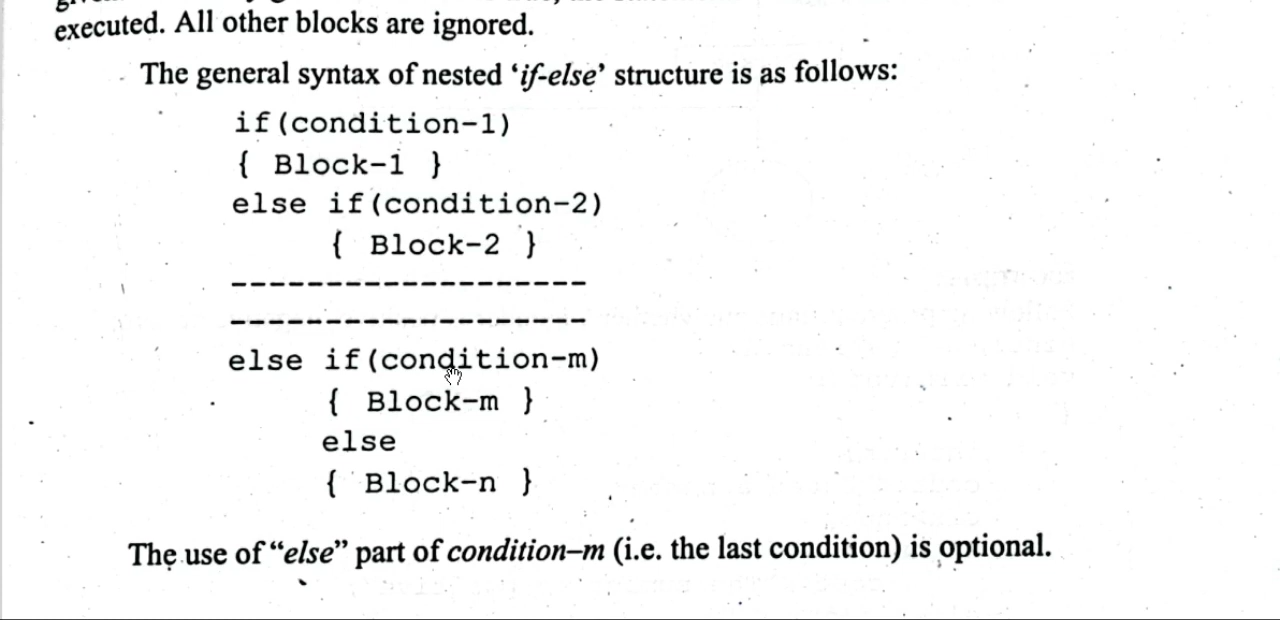 executed. All other blocks are ignored.
The general syntax of nested ‘if-else’ structure is as follows:
if(condition-1)
{ Block-1 }
else if(condition-2)
{ Block-2 }
-------------------
-------------------
else if(condition-m)
{ Block-m }
else
{ Block-n }
The use of “else” part of condition–m (i.e. the last condition) is optional.